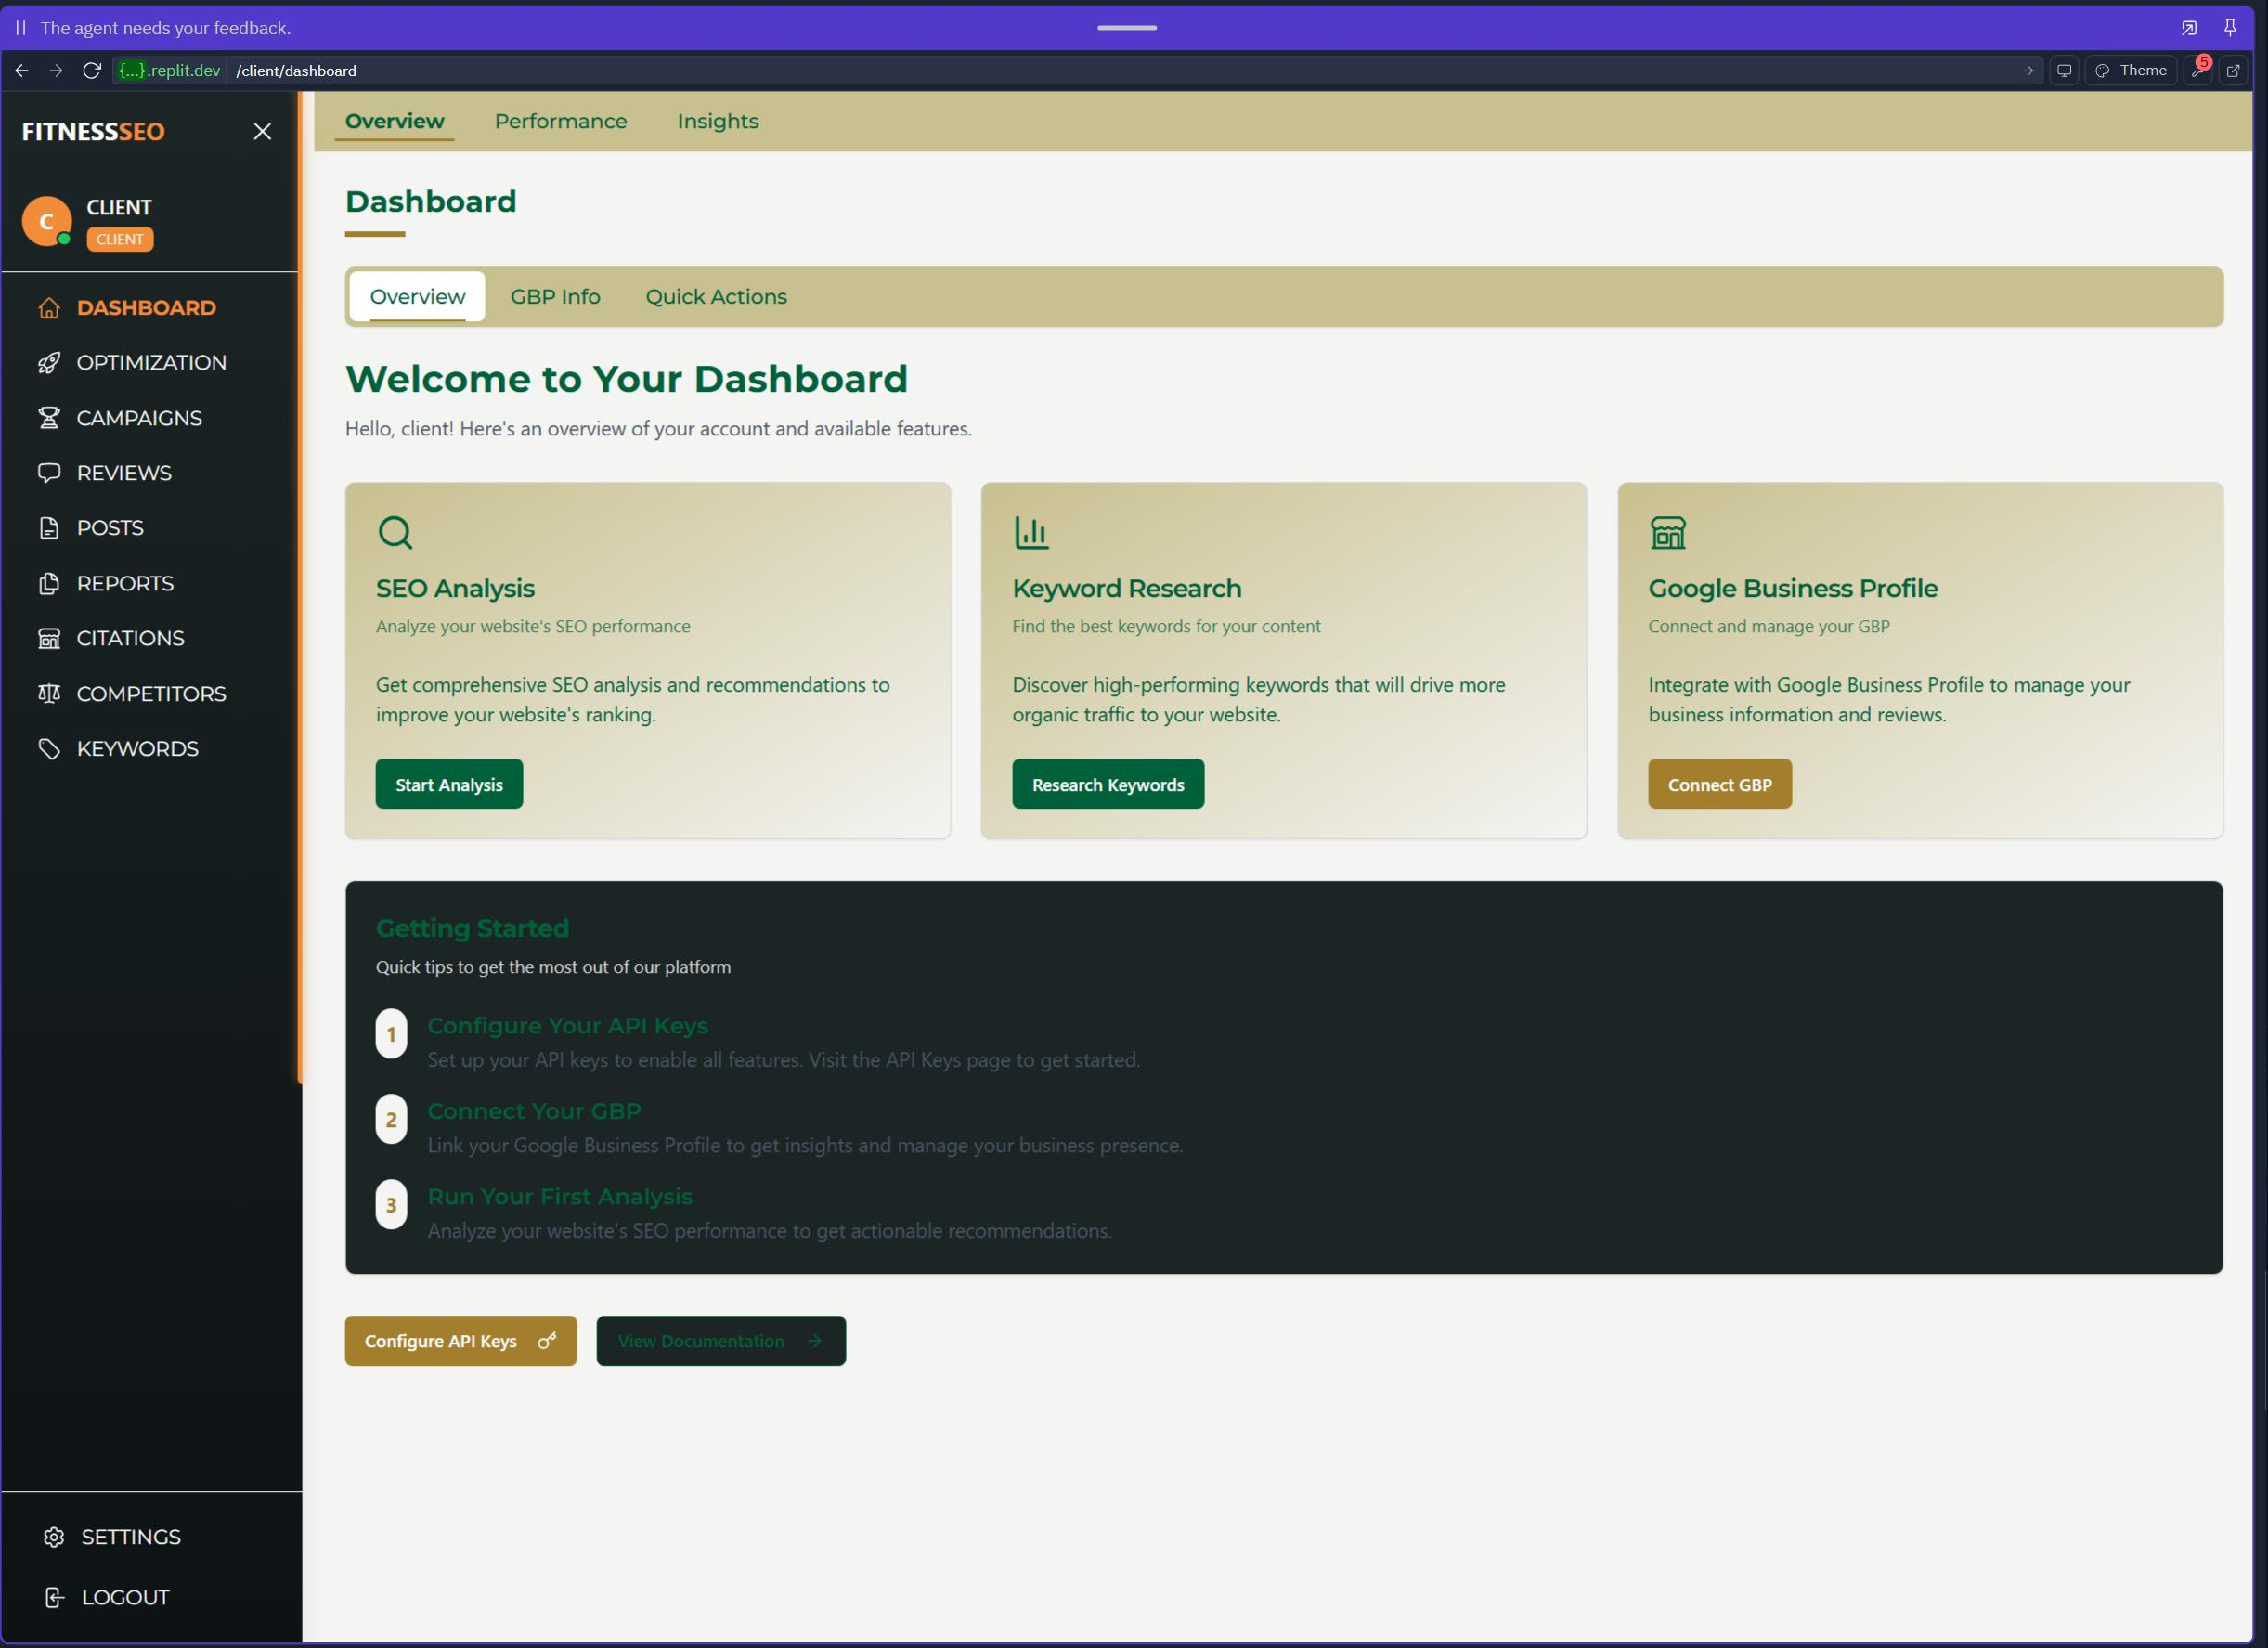 The agent needs your feedback.
{...}.replit.dev /client/dashboard
Theme
5
FITNESSSEO
C
CLIENT
CLIENT
DASHBOARD
OPTIMIZATION
CAMPAIGNS
REVIEWS
POSTS
REPORTS
CITATIONS
COMPETITORS
KEYWORDS
SETTINGS
LOGOUT
Overview Performance Insights
Dashboard
Overview GBP Info Quick Actions
Welcome to Your Dashboard
Hello, client! Here's an overview of your account and available features.
SEO Analysis
Analyze your website's SEO performance
Get comprehensive SEO analysis and recommendations to
improve your website's ranking.
Start Analysis
Keyword Research
Find the best keywords for your content
Discover high-performing keywords that will drive more
organic traffic to your website.
Research Keywords
Google Business Profile
Connect and manage your GBP
Integrate with Google Business Profile to manage your
business information and reviews.
Connect GBP
Getting Started
Quick tips to get the most out of our platform
1
Configure Your API Keys
Set up your API keys to enable all features. Visit the API Keys page to get started.
2
Connect Your GBP
Link your Google Business Profile to get insights and manage your business presence.
3
Run Your First Analysis
Analyze your website's SEO performance to get actionable recommendations.
Configure API Keys
View Documentation